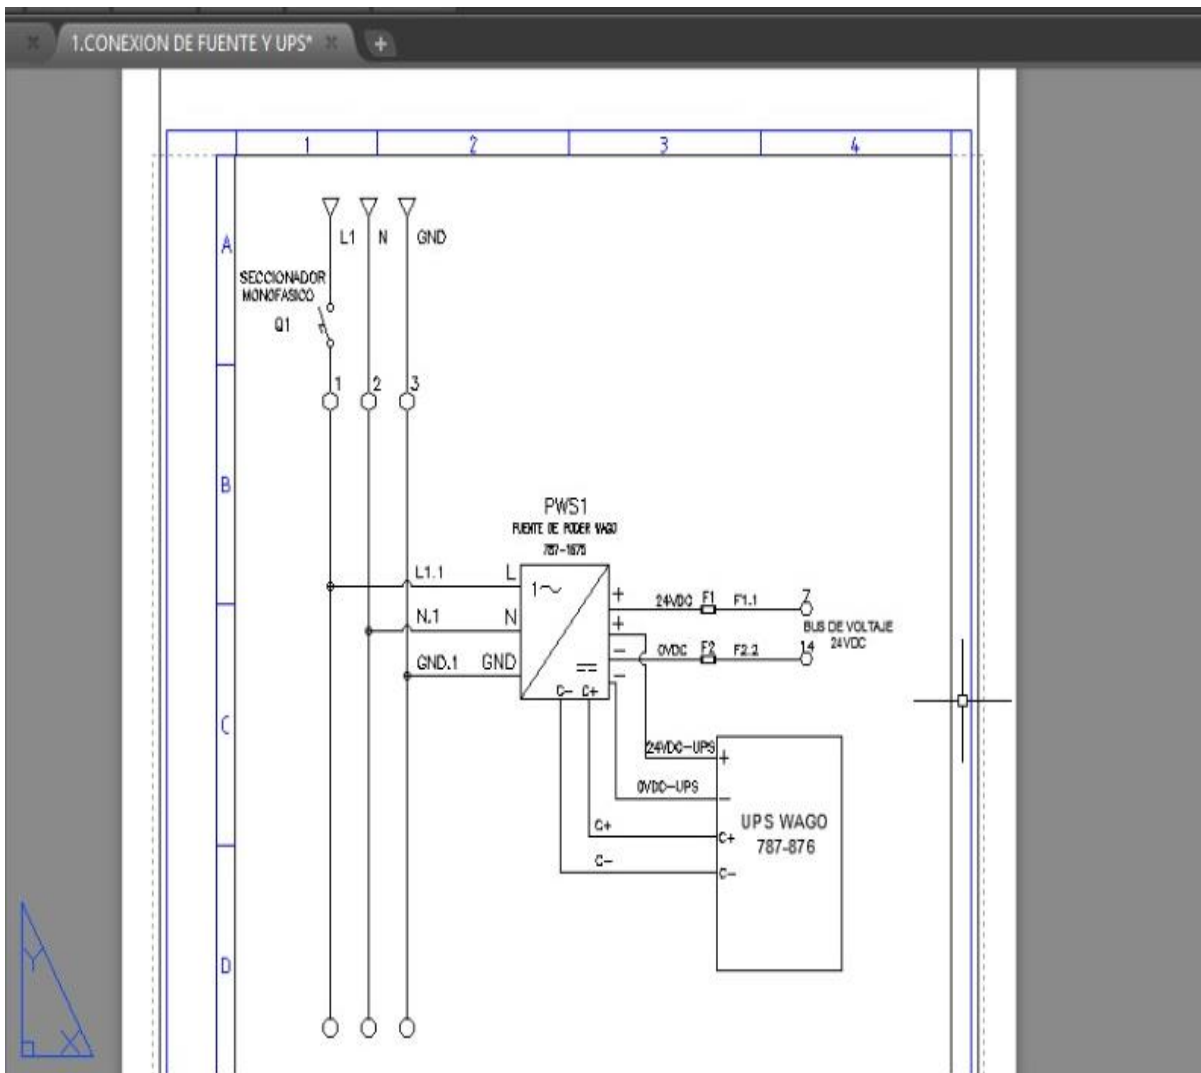 1.CONEXION DE FUENTE Y UPS*
1 2 3 4
A
L1 N GND
SECCIONADOR
MONOFASICO
Q1
1 2 3
B
PWS1
FUENTE DE PODER WAGO
787-1675
L1.1 L
1~
N.1 N
GND.1 GND
+
+
-
-
24VDC F1 F1.1 7
BUS DE VOLTAJE
24VDC
0VDC F2 F2.2 14
C- C+
C
24VDC-UPS +
0VDC-UPS -
UPS WAGO
787-876
C+ C+
C- C-
D
Y
X